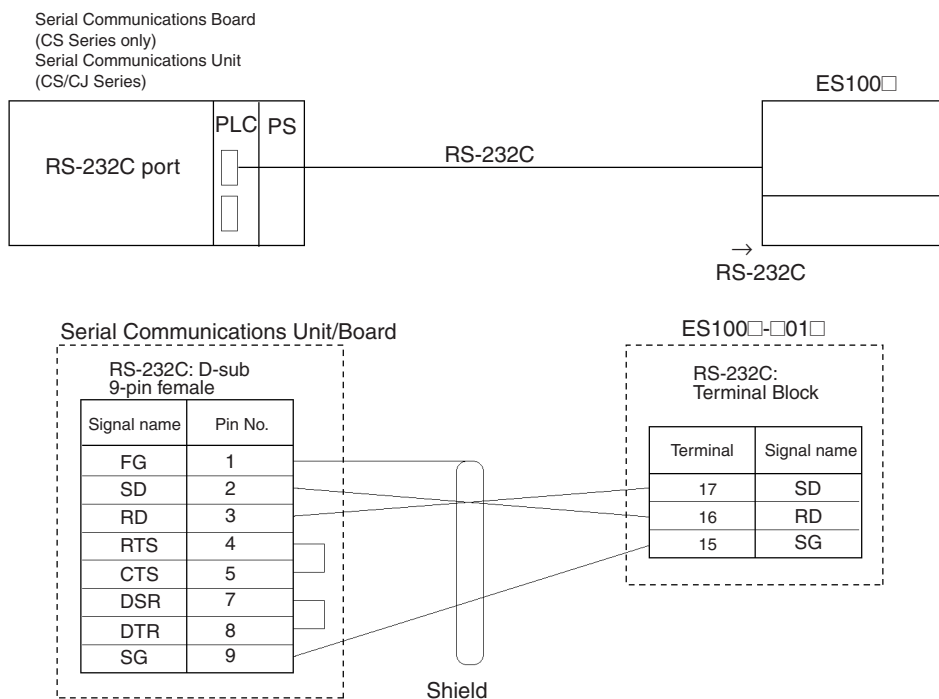 Serial Communications Board
(CS Series only)
Serial Communications Unit
(CS/CJ Series)
ES100□
PLC PS
RS-232C port
RS-232C
→
RS-232C
Serial Communications Unit/Board
ES100□-□01□
RS-232C: D-sub
9-pin female
Signal name Pin No.
FG 1
SD 2
RD 3
RTS 4
CTS 5
DSR 7
DTR 8
SG 9
RS-232C:
Terminal Block
Terminal Signal name
17 SD
16 RD
15 SG
Shield